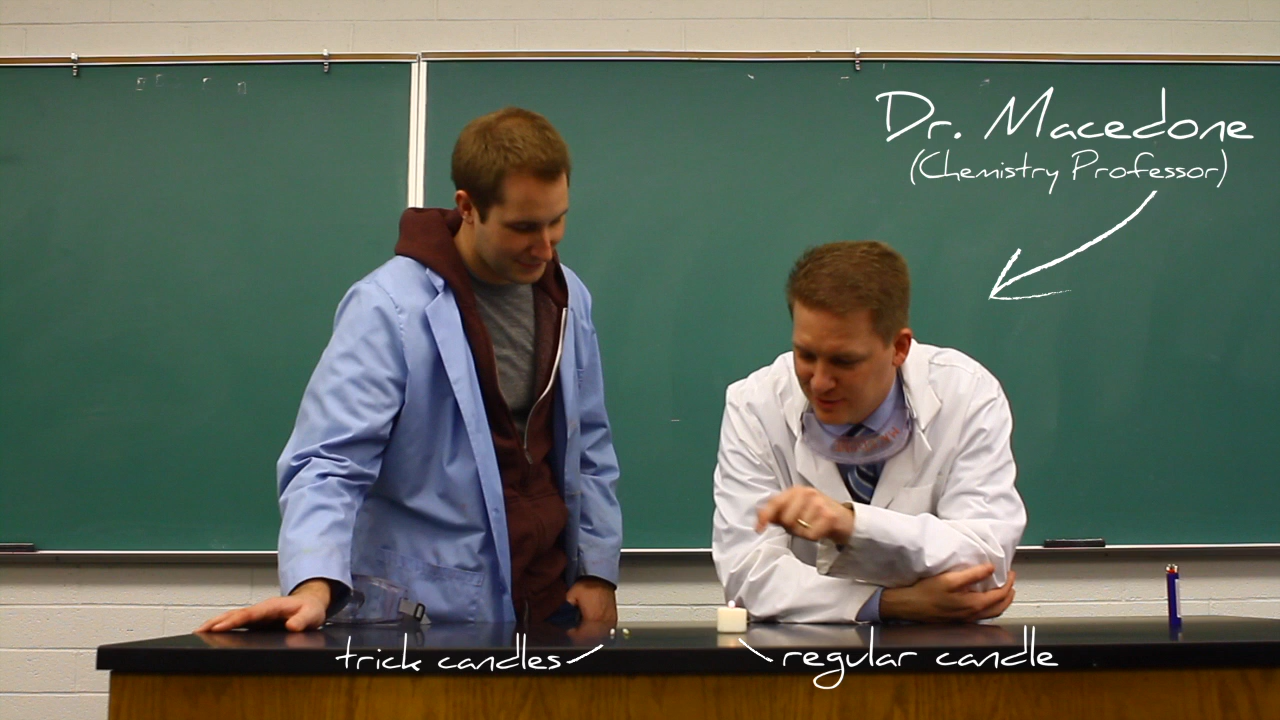 Dr. Macedone
(Chemistry Professor)
trick candles
regular candle